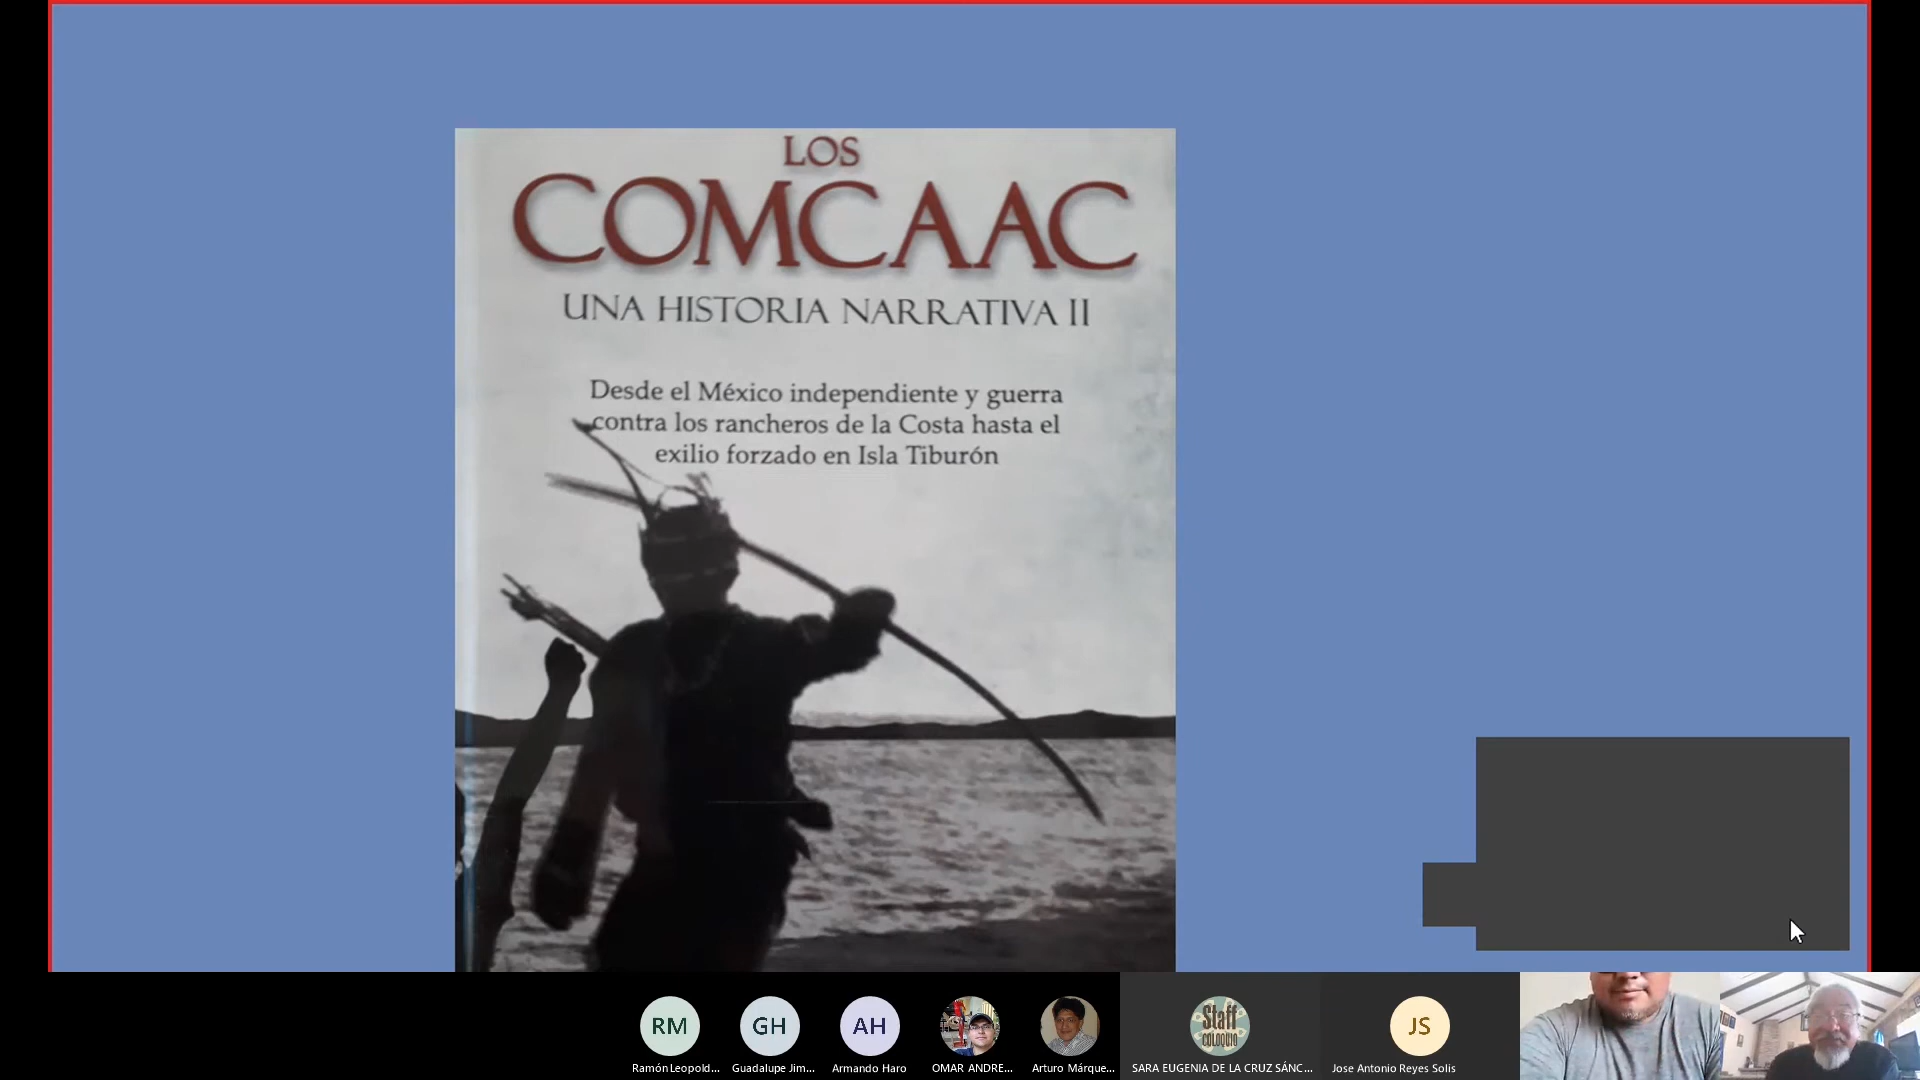 LOS
COMCAAC
UNA HISTORIA NARRATIVA II
Desde el México independiente y guerra
contra los rancheros de la Costa hasta el
exilio forzado en Isla Tiburón
RM
GH
AH
Staff
COLOQUIO
JS
Ramón Leopold...
Guadalupe Jim...
Armando Haro
OMAR ANDRE...
Arturo Márque...
SARA EUGENIA DE LA CRUZ SÁNC...
Jose Antonio Reyes Solis